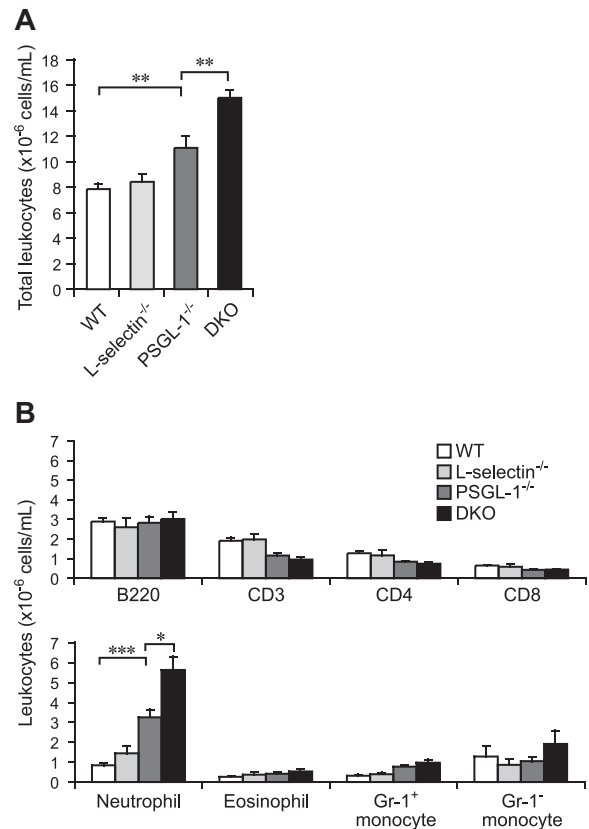 A
Total leukocytes (x10⁻⁶ cells/mL)
18
16
14
12
10
8
6
4
2
0
**
**
WT
L-selectin⁻/⁻
PSGL-1⁻/⁻
DKO
B
Leukocytes (x10⁻⁶ cells/mL)
7
6
5
4
3
2
1
0
WT
L-selectin⁻/⁻
PSGL-1⁻/⁻
DKO
B220 CD3 CD4 CD8
7
6
5
4
3
2
1
0
***
*
Neutrophil Eosinophil Gr-1⁺ Gr-1⁻
monocyte monocyte